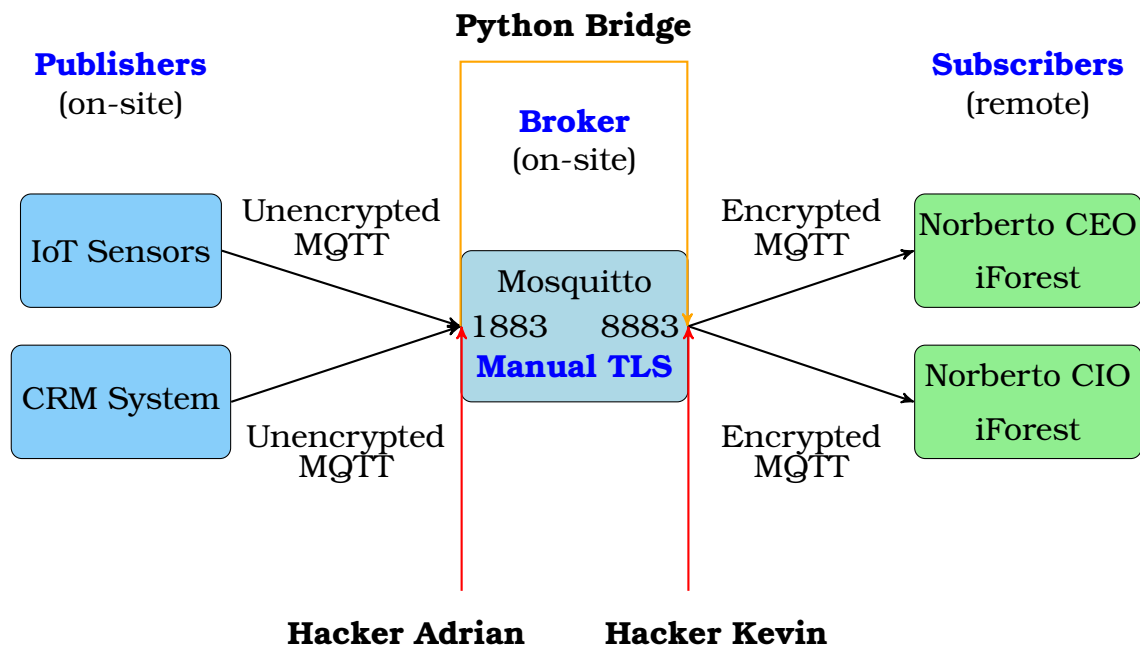 Python Bridge
Publishers
(on-site)
Broker
(on-site)
Subscribers
(remote)
IoT Sensors
CRM System
Unencrypted
MQTT
Unencrypted
MQTT
Mosquitto
1883 8883
Manual TLS
Encrypted
MQTT
Encrypted
MQTT
Norberto CEO
iForest
Norberto CIO
iForest
Hacker Adrian
Hacker Kevin